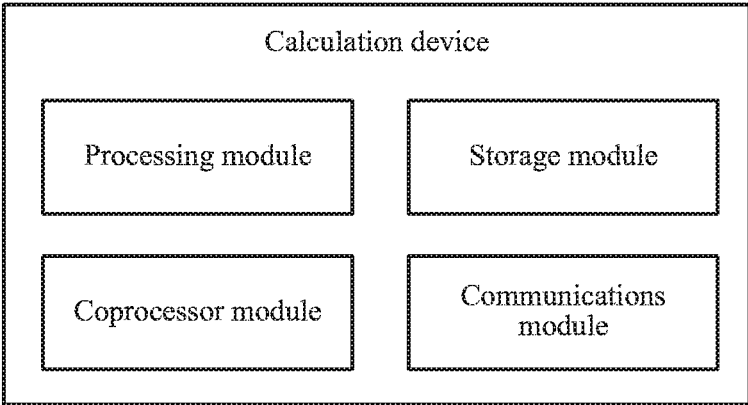 Calculation device
Processing module
Storage module
Coprocessor module
Communications
module